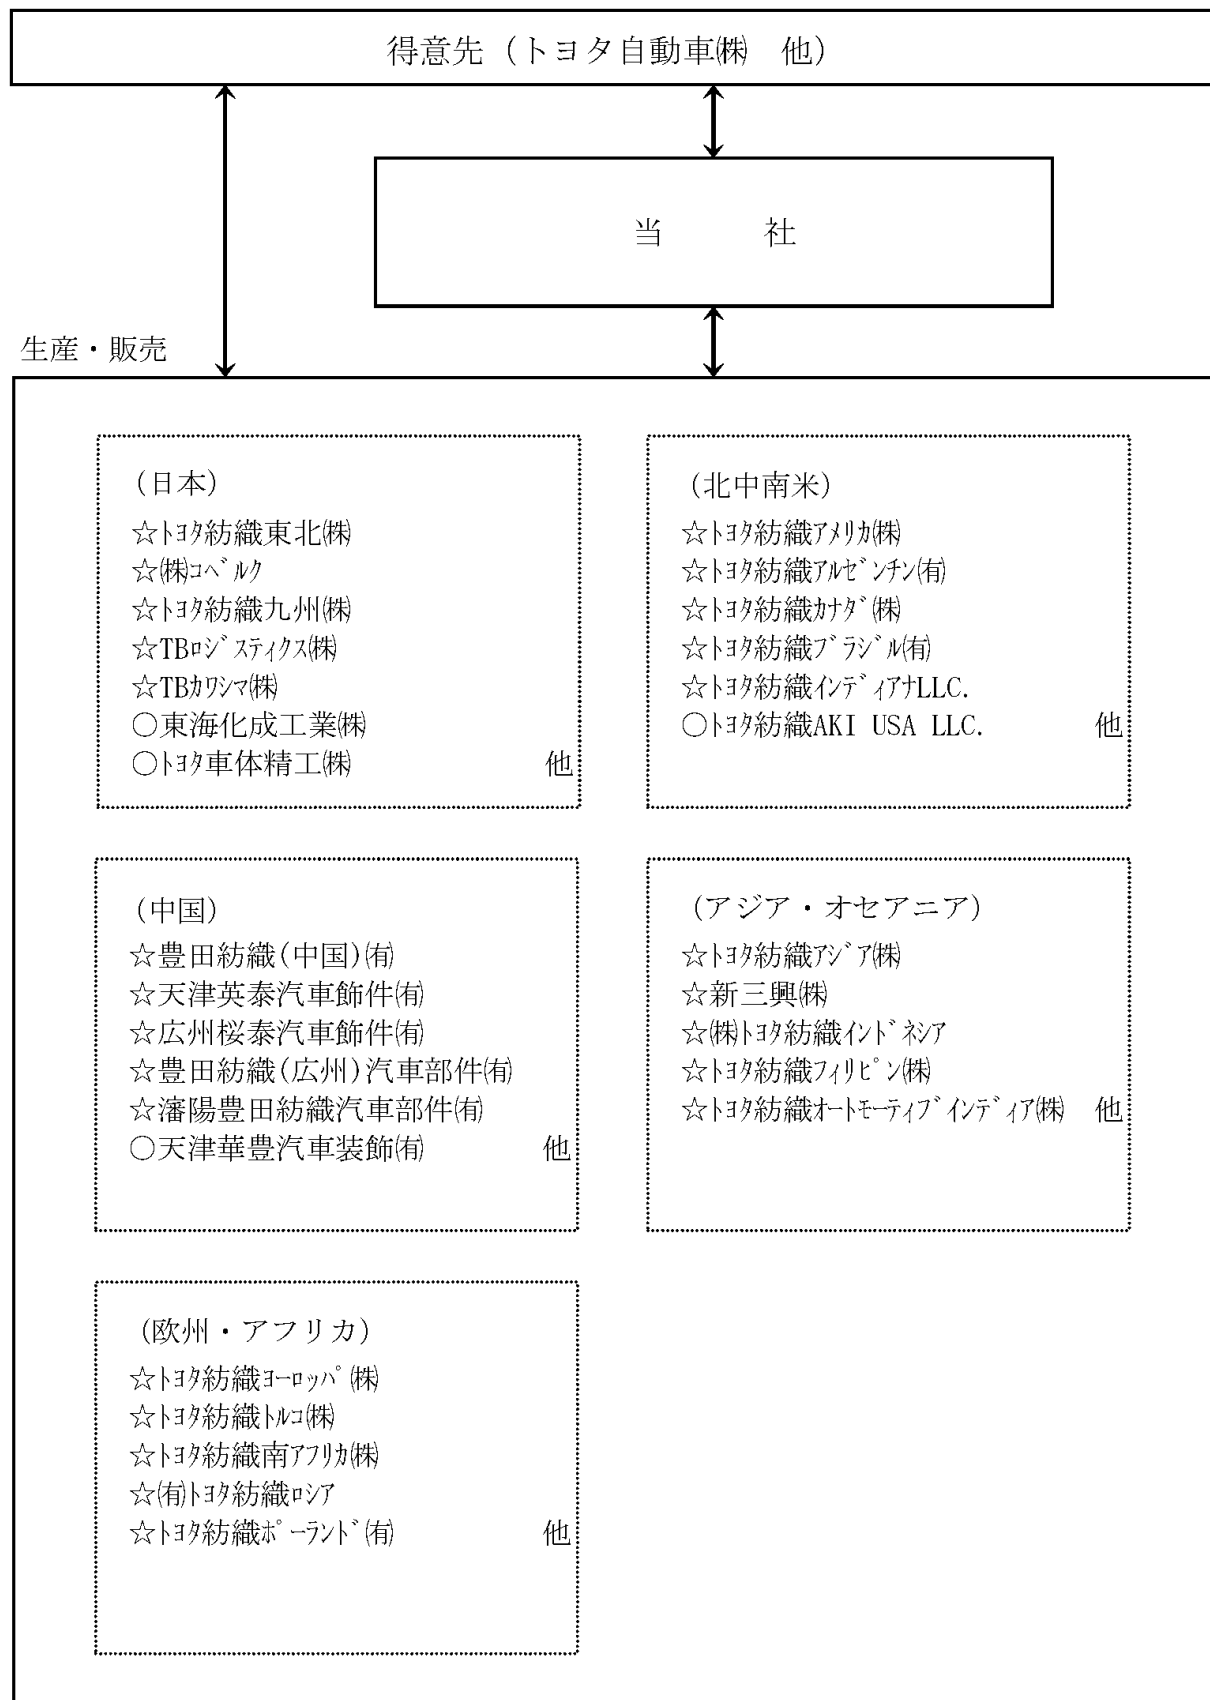 得意先（トヨタ自動車㈱　他）
当　　　社
生産・販売
（日本）
☆ﾄﾖﾀ紡織東北㈱
☆㈱ｺﾍﾞﾙｸ
☆ﾄﾖﾀ紡織九州㈱
☆TBﾛｼﾞｽﾃｨｸｽ㈱
☆TBｶﾜｼﾏ㈱
○東海化成工業㈱
○ﾄﾖﾀ車体精工㈱　他
（北中南米）
☆ﾄﾖﾀ紡織ｱﾒﾘｶ㈱
☆ﾄﾖﾀ紡織ｱﾙｾﾞﾝﾁﾝ㈲
☆ﾄﾖﾀ紡織ｶﾅﾀﾞ㈱
☆ﾄﾖﾀ紡織ﾌﾞﾗｼﾞﾙ㈲
☆ﾄﾖﾀ紡織ｲﾝﾃﾞｨｱﾅLLC.
○ﾄﾖﾀ紡織AKI USA LLC.　他
（中国）
☆豊田紡織(中国)㈲
☆天津英泰汽車飾件㈲
☆広州桜泰汽車飾件㈲
☆豊田紡織(広州)汽車部件㈲
☆瀋陽豊田紡織汽車部件㈲
○天津華豊汽車装飾㈲　他
（アジア・オセアニア）
☆ﾄﾖﾀ紡織ｱｼﾞｱ㈱
☆新三興㈱
☆㈱ﾄﾖﾀ紡織ｲﾝﾄﾞﾈｼｱ
☆ﾄﾖﾀ紡織ﾌｨﾘﾋﾟﾝ㈱
☆ﾄﾖﾀ紡織ｵｰﾄﾓｰﾃｨﾌﾞｲﾝﾃﾞｨｱ㈱　他
（欧州・アフリカ）
☆ﾄﾖﾀ紡織ﾖｰﾛｯﾊﾟ㈱
☆ﾄﾖﾀ紡織ﾄﾙｺ㈱
☆ﾄﾖﾀ紡織南ｱﾌﾘｶ㈱
☆㈲ﾄﾖﾀ紡織ﾛｼｱ
☆ﾄﾖﾀ紡織ﾎﾟｰﾗﾝﾄﾞ㈲　他